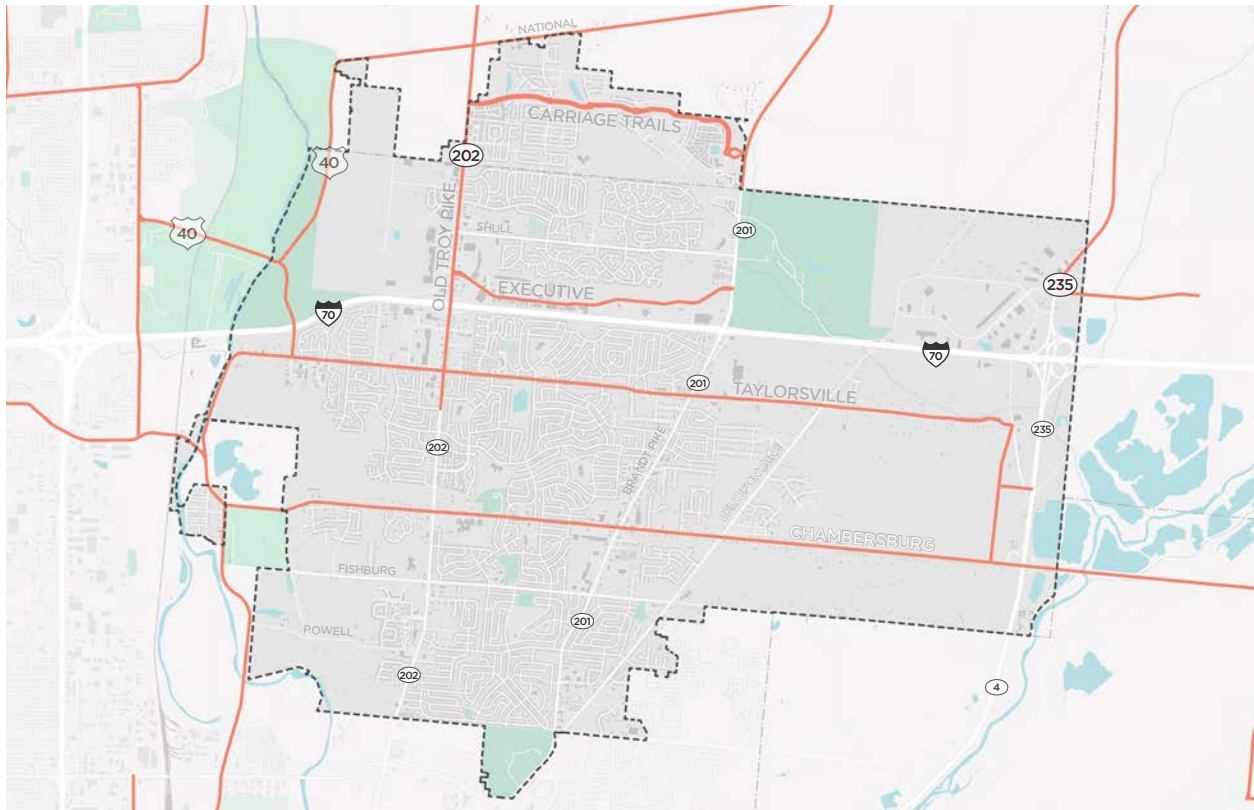 NATIONAL
CARRIAGE TRAILS
202
40
40
OLD TROY PIKE
SHULL
201
EXECUTIVE
235
70
70
201
TAYLORSVILLE
202
235
BRANDT PIKE
BELLEFONTAINE
CHAMBERSBURG
FISHBURG
201
POWELL
202
4